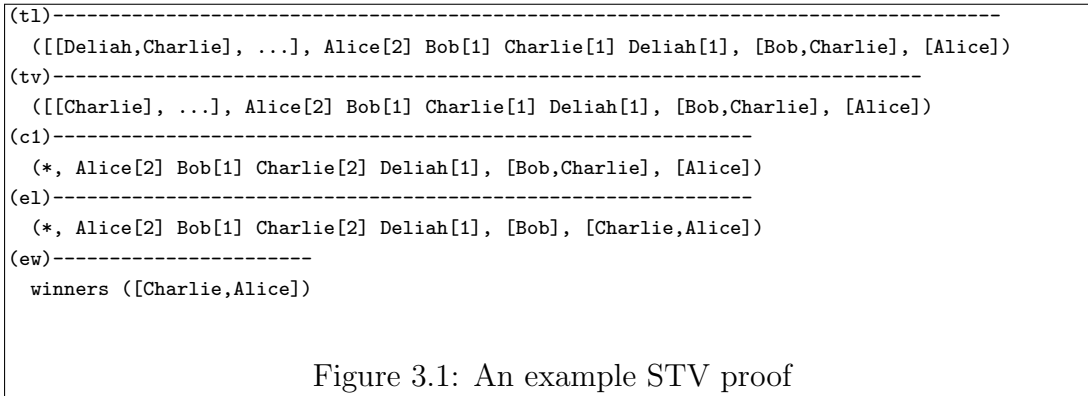 (tl)------------------------------------------------------------------------------------
([[Deliah,Charlie], ...], Alice[2] Bob[1] Charlie[1] Deliah[1], [Bob,Charlie], [Alice])
(tv)-----------------------------------------------------------------------------
([[Charlie], ...], Alice[2] Bob[1] Charlie[1] Deliah[1], [Bob,Charlie], [Alice])
(c1)--------------------------------------------------------------
(*, Alice[2] Bob[1] Charlie[2] Deliah[1], [Bob,Charlie], [Alice])
(el)--------------------------------------------------------------
(*, Alice[2] Bob[1] Charlie[2] Deliah[1], [Bob], [Charlie,Alice])
(ew)-----------------------
winners ([Charlie,Alice])
Figure 3.1: An example STV proof